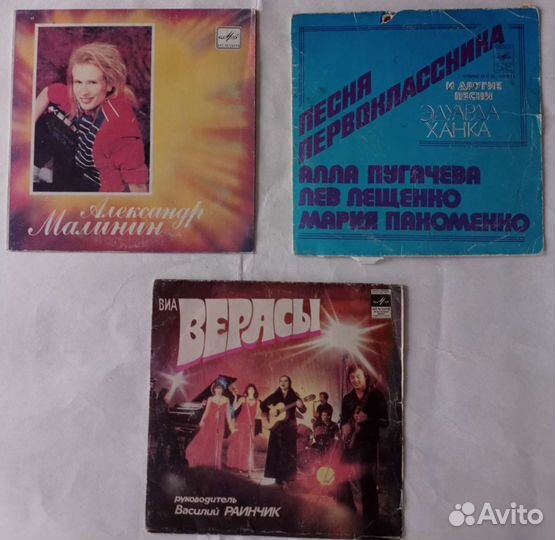 Александр
Малинин
ПЕСНЯ
ПЕРВОКЛАССНИКА
И ДРУГИЕ
ПЕСНИ
ЭДУАРДА
ХАНКА
АЛЛА ПУГАЧЕВА
ЛЕВ ЛЕЩЕНКО
МАРИЯ ПАХОМЕНКО
ВИА
ВЕРАСЫ
руководитель
Василий РАИНЧИК
Avito